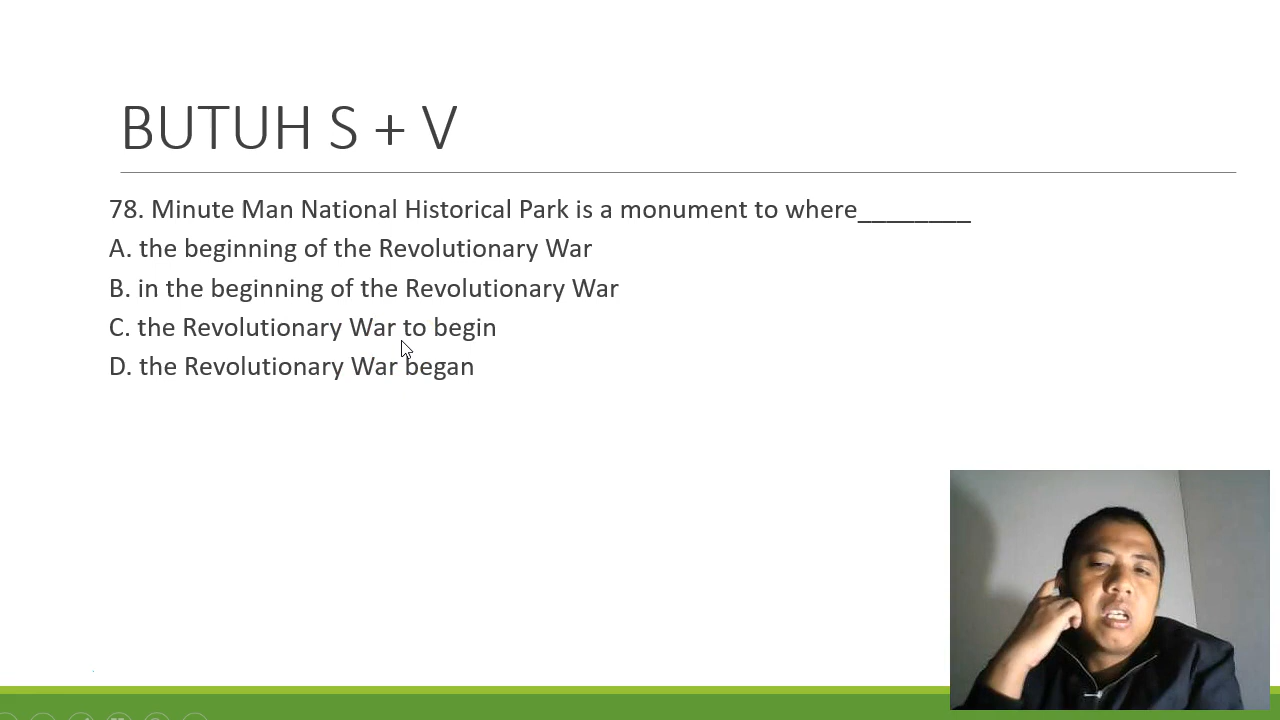 BUTUH S + V
78. Minute Man National Historical Park is a monument to where________
A. the beginning of the Revolutionary War
B. in the beginning of the Revolutionary War
C. the Revolutionary War to begin
D. the Revolutionary War began